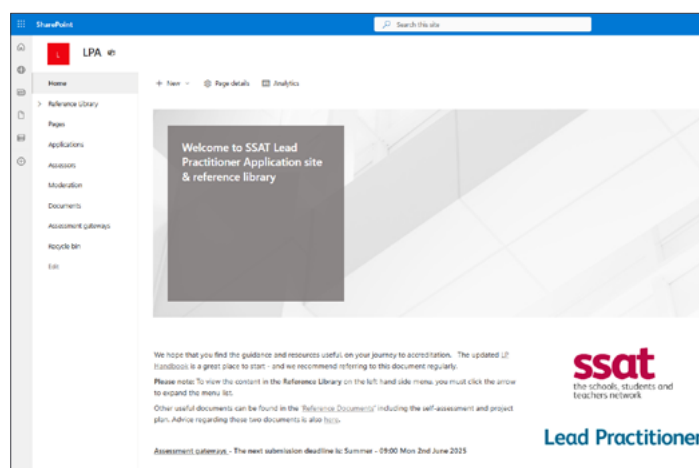 SharePoint
Search this site
L
LPA
Home
+ New
Page details
Analytics
Reference Library
Pages
Applications
Assessors
Moderation
Documents
Assessment gateways
Recycle bin
Edit
Welcome to SSAT Lead
Practitioner Application site
& reference library
We hope that you find the guidance and resources useful, on your journey to accreditation. The updated LP
Handbook is a great place to start - and we recommend referring to this document regularly.
Please note: To view the content in the Reference Library on the left hand side menu, you must click the arrow
to expand the menu list.
Other useful documents can be found in the 'Reference Documents' including the self-assessment and project
plan. Advice regarding these two documents is also here.
Assessment gateways - The next submission deadline is: Summer - 09:00 Mon 2nd June 2025
ssat
the schools, students and
teachers network
Lead Practitioner